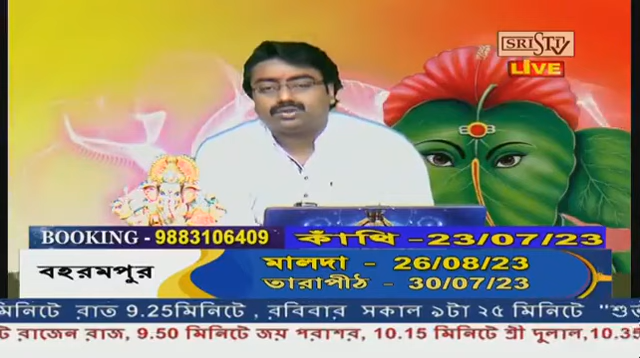 SRISTI TV
LIVE
BOOKING - 9883106409
কাঁথি -23/07/23
বহরমপুর
মালদা - 26/08/23
তারাপীঠ - 30/07/23
মিনিটে রাত 9.25মিনিটে , রবিবার সকাল ৯টা ২৫ মিনিটে "শুভ
টে রাজেন রাজ, 9.50 মিনিটে জয় পরাশর, 10.15 মিনিটে শ্রী দুলাল, 10.35